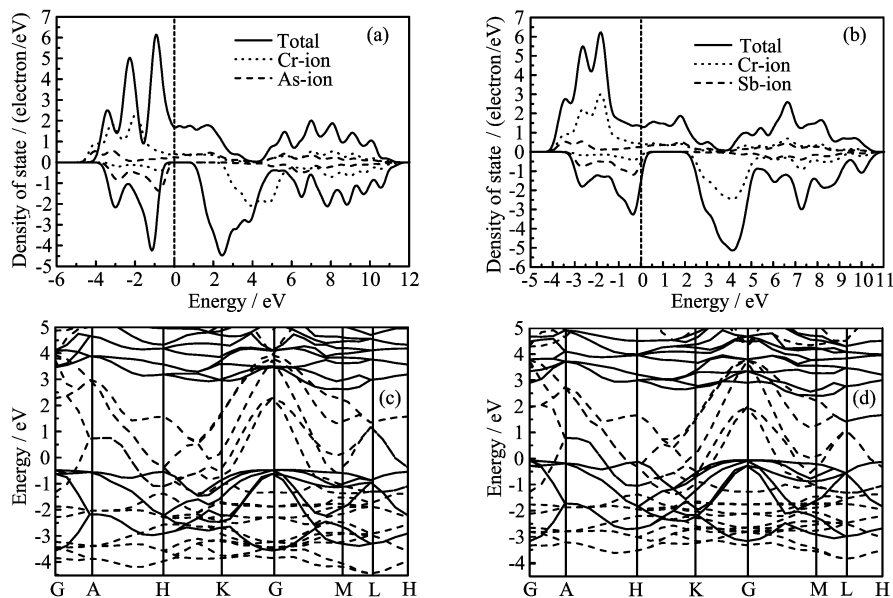 Density of state / (electron/eV)
7
6
5
4
3
2
1
0
-1
-2
-3
-4
-5
(a)
Total
Cr-ion
As-ion
-6 -4 -2 0 2 4 6 8 10 12
Energy / eV
Density of state / (electron/eV)
7
6
5
4
3
2
1
0
-1
-2
-3
-4
-5
-6
(b)
Total
Cr-ion
Sb-ion
-5 -4 -3 -2 -1 0 1 2 3 4 5 6 7 8 9 10 11
Energy / eV
Energy / eV
5
4
3
2
1
0
-1
-2
-3
-4
(c)
G A H K G M L H
Energy / eV
5
4
3
2
1
0
-1
-2
-3
-4
(d)
G A H K G M L H